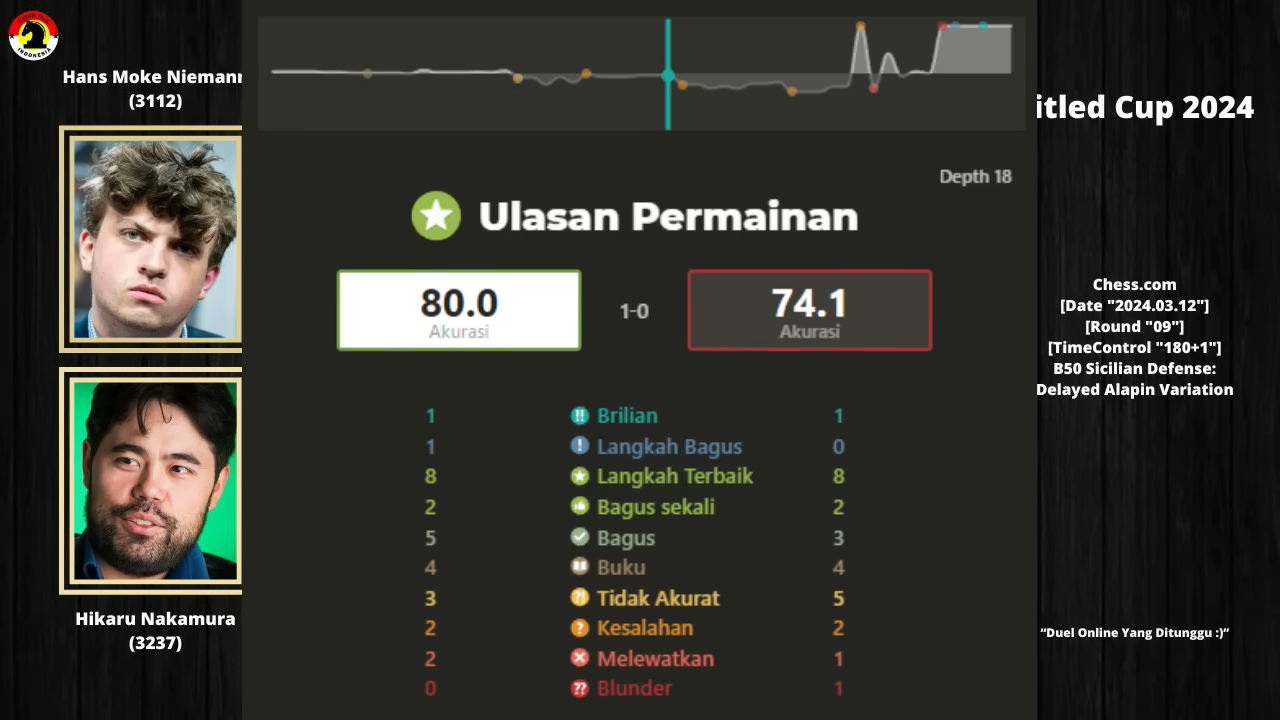 INDONESIA
Hans Moke Niemann
(3112)
Hikaru Nakamura
(3237)
Depth 18
Ulasan Permainan
80.0
Akurasi
1-0
74.1
Akurasi
1 !! Brilian 1
1 ! Langkah Bagus 0
8 Langkah Terbaik 8
2 Bagus sekali 2
5 Bagus 3
4 Buku 4
3 ?! Tidak Akurat 5
2 ? Kesalahan 2
2 Melewatkan 1
0 ?? Blunder 1
itled Cup 2024
Chess.com
[Date "2024.03.12"]
[Round "09"]
[TimeControl "180+1"]
B50 Sicilian Defense:
Delayed Alapin Variation
“Duel Online Yang Ditunggu :)”